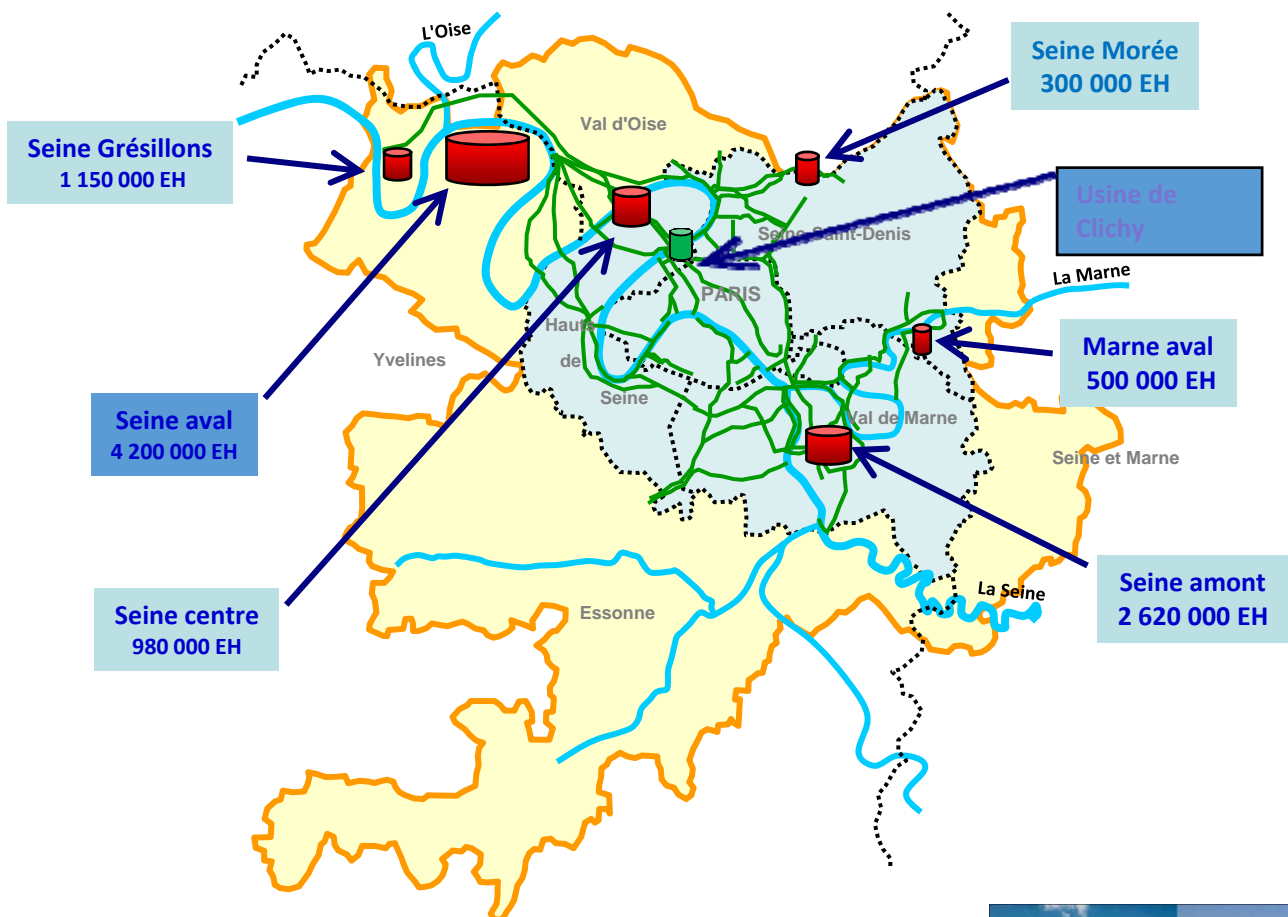 L'Oise
Seine Morée
300 000 EH
Val d'Oise
Seine Grésillons
1 150 000 EH
Usine de
Clichy
Seine-Saint-Denis
La Marne
PARIS
Hauts
de
Seine
Yvelines
Marne aval
500 000 EH
Seine aval
4 200 000 EH
Val de Marne
Seine et Marne
Seine amont
2 620 000 EH
La Seine
Seine centre
980 000 EH
Essonne